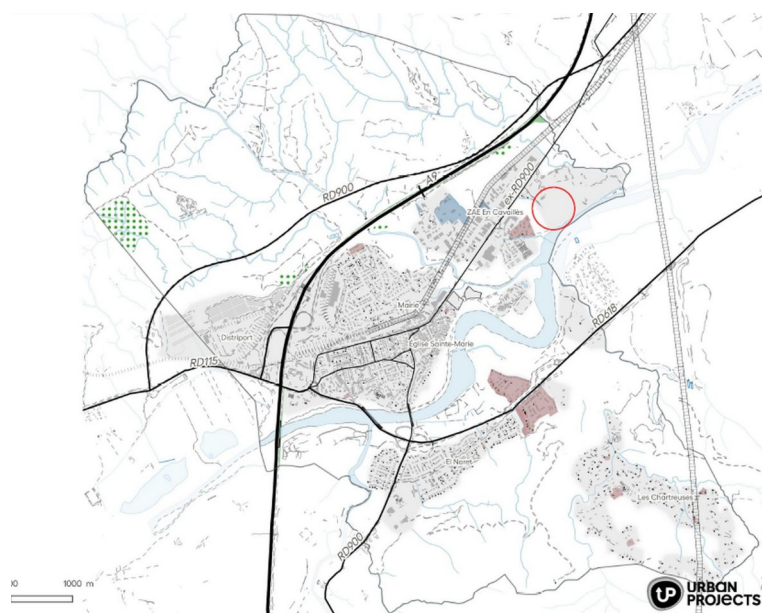 A9
RD900
ex-RD900
ZAE En Cavaillès
Mairie
RD618
Distriport
Eglise Sainte-Marie
RD115
El Noret
Les Chartreuses
RD900
1000 m
URBAN
PROJECTS